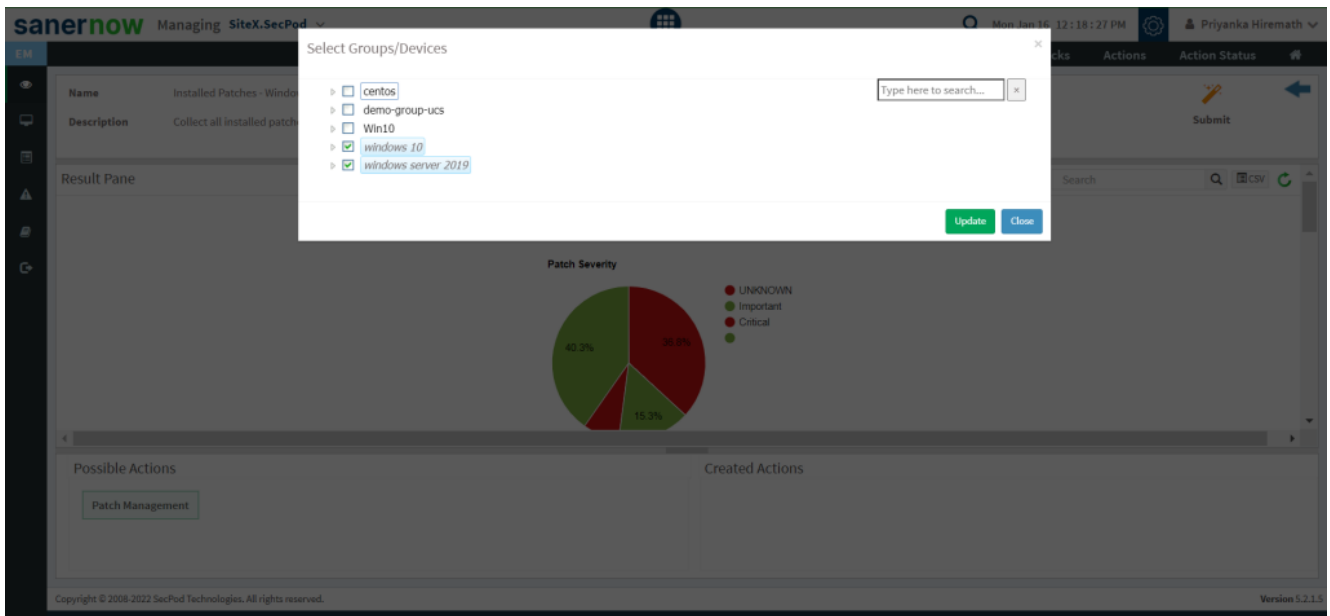 sanernow Managing SiteX.SecPod
Mon Jan 16 12:18:27 PM Priyanka Hiremath
EM
cks Actions Action Status
Select Groups/Devices
×
centos
demo-group-ucs
Win10
windows 10
windows server 2019
Type here to search... ×
Update Close
Name Installed Patches - Windo
Description Collect all installed patch
Submit
Result Pane
Search CSV
Patch Severity
UNKNOWN
Important
Critical
40.3%
15.3%
Possible Actions
Created Actions
Patch Management
Copyright © 2008-2022 SecPod Technologies. All rights reserved.
Version 5.2.1.5